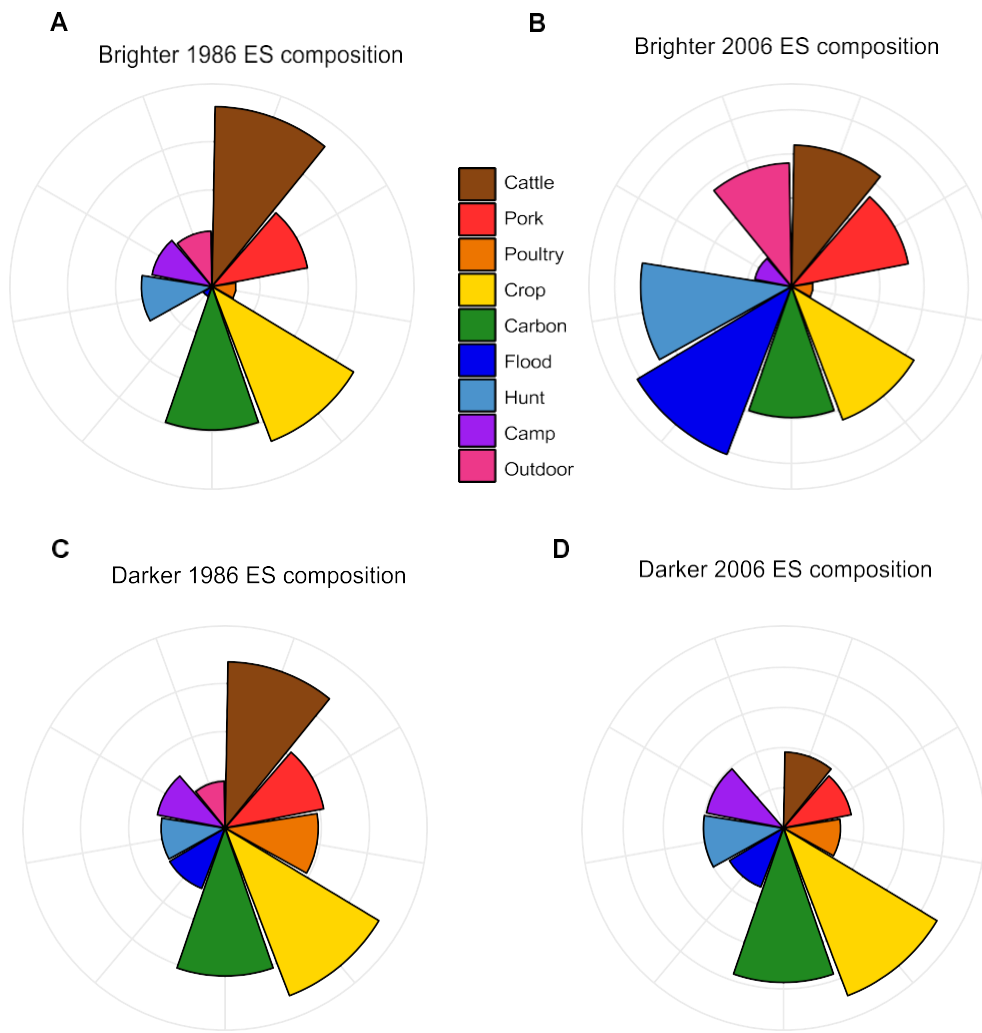 A
Brighter 1986 ES composition
B
Brighter 2006 ES composition
Cattle
Pork
Poultry
Crop
Carbon
Flood
Hunt
Camp
Outdoor
C
Darker 1986 ES composition
D
Darker 2006 ES composition